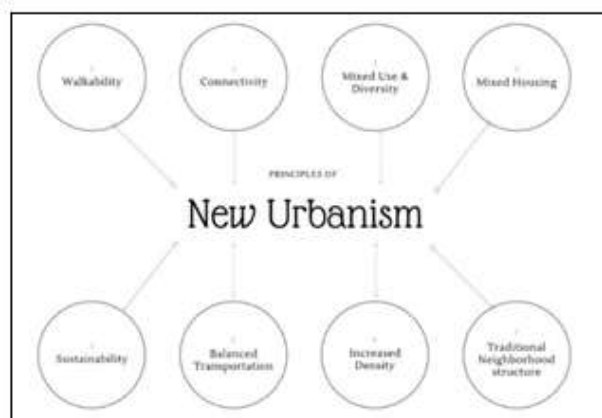 Walkability
Connectivity
Mixed Use &
Diversity
Mixed Housing
PRINCIPLES OF
New Urbanism
Sustainability
Balanced
Transportation
Increased
Density
Traditional
Neighborhood
structure